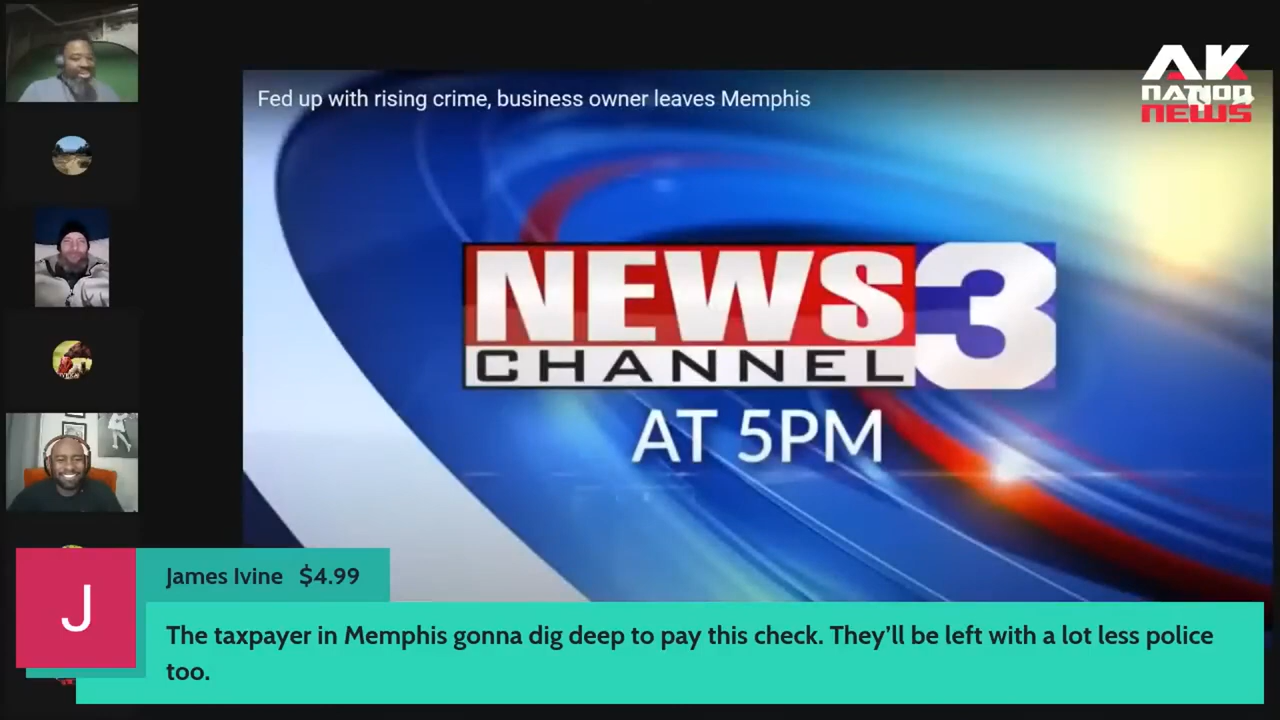 Fed up with rising crime, business owner leaves Memphis
AK
NATION
NEWS
NEWS 3
CHANNEL
AT 5PM
J
James Ivine $4.99
The taxpayer in Memphis gonna dig deep to pay this check. They’ll be left with a lot less police
too.